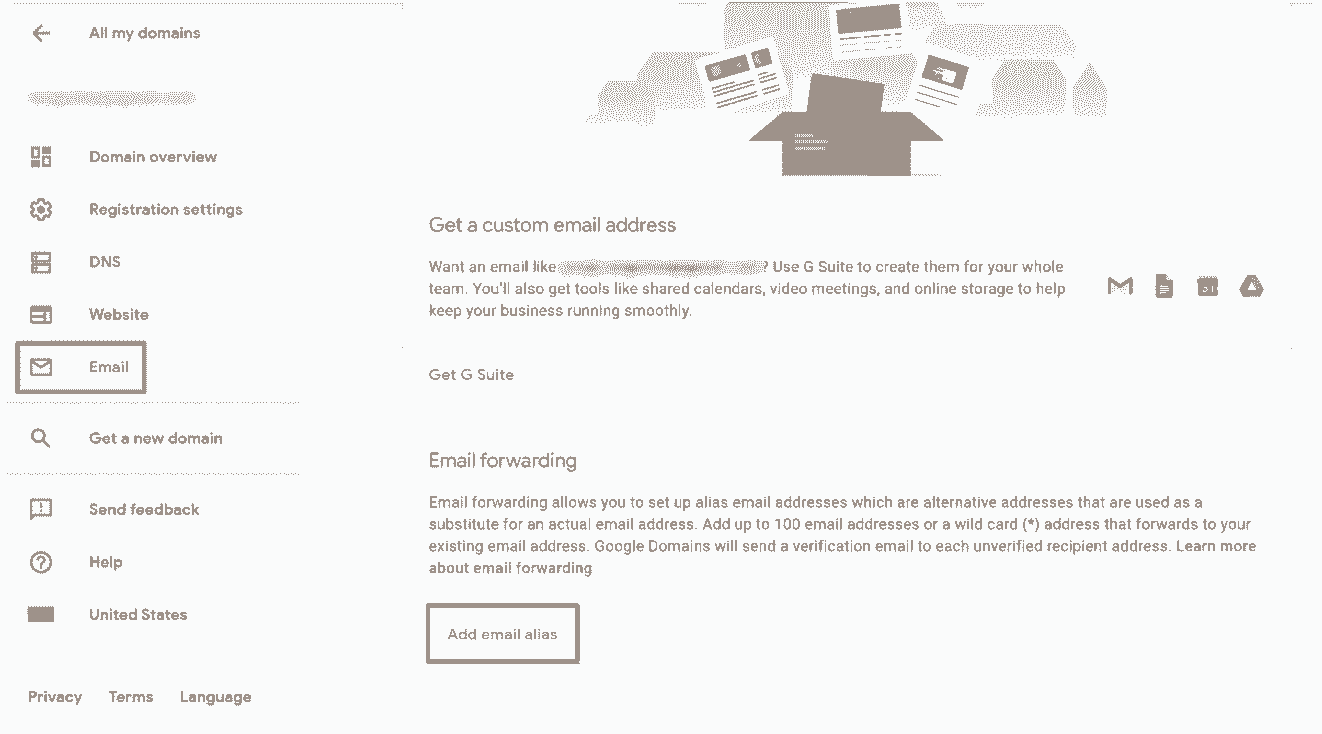 All my domains
Domain overview
Registration settings
DNS
Website
Email
Get a new domain
Send feedback
Help
United States
Privacy Terms Language
Get a custom email address
Want an email like ? Use G Suite to create them for your whole
team. You'll also get tools like shared calendars, video meetings, and online storage to help
keep your business running smoothly.
Get G Suite
Email forwarding
Email forwarding allows you to set up alias email addresses which are alternative addresses that are used as a
substitute for an actual email address. Add up to 100 email addresses or a wild card (*) address that forwards to your
existing email address. Google Domains will send a verification email to each unverified recipient address. Learn more
about email forwarding
Add email alias